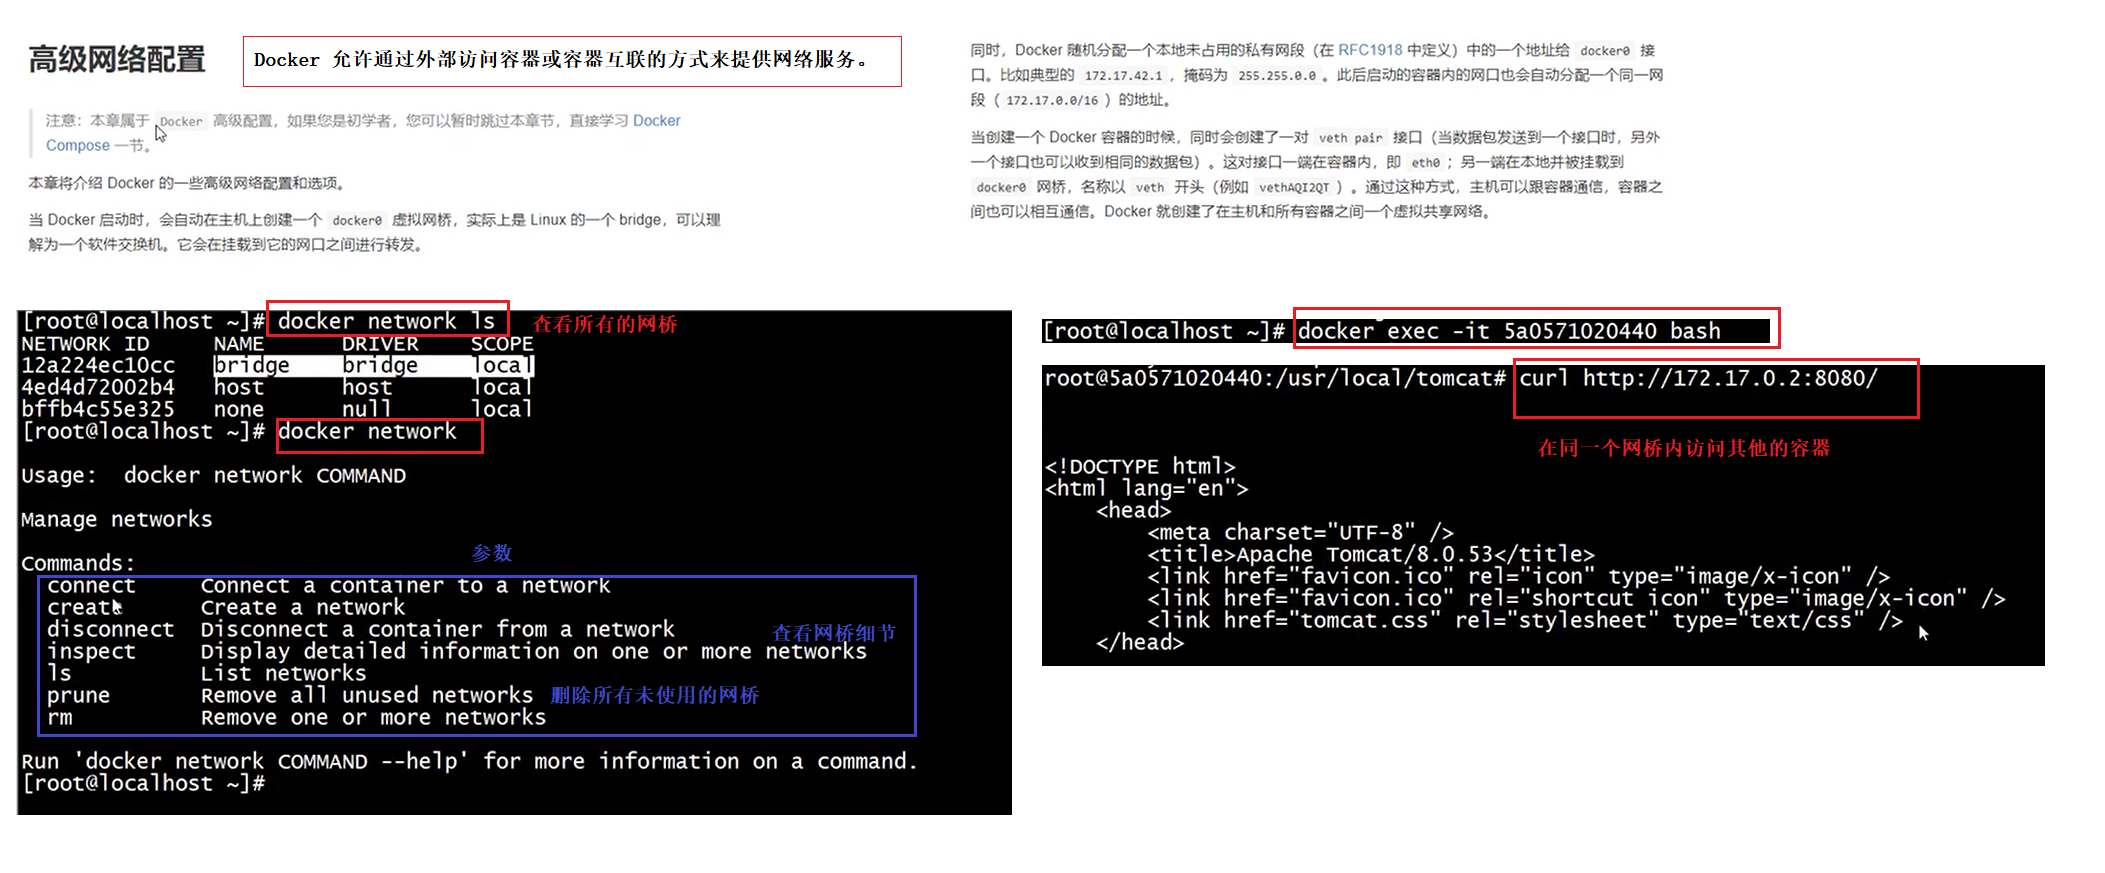 高级网络配置
Docker 允许通过外部访问容器或容器互联的方式来提供网络服务。
注意：本章属于 Docker 高级配置，如果您是初学者，您可以暂时跳过本章节，直接学习 Docker
Compose 一节。
本章将介绍 Docker 的一些高级网络配置和选项。
当 Docker 启动时，会自动在主机上创建一个 docker0 虚拟网桥，实际上是 Linux 的一个 bridge，可以理
解为一个软件交换机。它会在挂载到它的网口之间进行转发。
同时，Docker 随机分配一个本地未占用的私有网段（在 RFC1918 中定义）中的一个地址给 docker0 接
口。比如典型的 172.17.42.1 ，掩码为 255.255.0.0 。此后启动的容器内的网口也会自动分配一个同一网
段（ 172.17.0.0/16 ）的地址。
当创建一个 Docker 容器的时候，同时会创建了一对 veth pair 接口（当数据包发送到一个接口时，另外
一个接口也可以收到相同的数据包）。这对接口一端在容器内，即 eth0 ；另一端在本地并被挂载到
docker0 网桥，名称以 veth 开头（例如 vethAQI2QT ）。通过这种方式，主机可以跟容器通信，容器之
间也可以相互通信。Docker 就创建了在主机和所有容器之间一个虚拟共享网络。
[root@localhost ~]# docker network ls 查看所有的网桥
NETWORK ID NAME DRIVER SCOPE
12a224ec10cc bridge bridge local
4ed4d72002b4 host host local
bffb4c55e325 none null local
[root@localhost ~]# docker network
Usage: docker network COMMAND
Manage networks
参数
Commands:
connect Connect a container to a network
create Create a network
disconnect Disconnect a container from a network 查看网桥细节
inspect Display detailed information on one or more networks
ls List networks
prune Remove all unused networks 删除所有未使用的网桥
rm Remove one or more networks
Run 'docker network COMMAND --help' for more information on a command.
[root@localhost ~]#
[root@localhost ~]# docker exec -it 5a0571020440 bash
root@5a0571020440:/usr/local/tomcat# curl http://172.17.0.2:8080/
在同一个网桥内访问其他的容器
<!DOCTYPE html>
<html lang="en">
<head>
<meta charset="UTF-8" />
<title>Apache Tomcat/8.0.53</title>
<link href="favicon.ico" rel="icon" type="image/x-icon" />
<link href="favicon.ico" rel="shortcut icon" type="image/x-icon" />
<link href="tomcat.css" rel="stylesheet" type="text/css" />
</head>